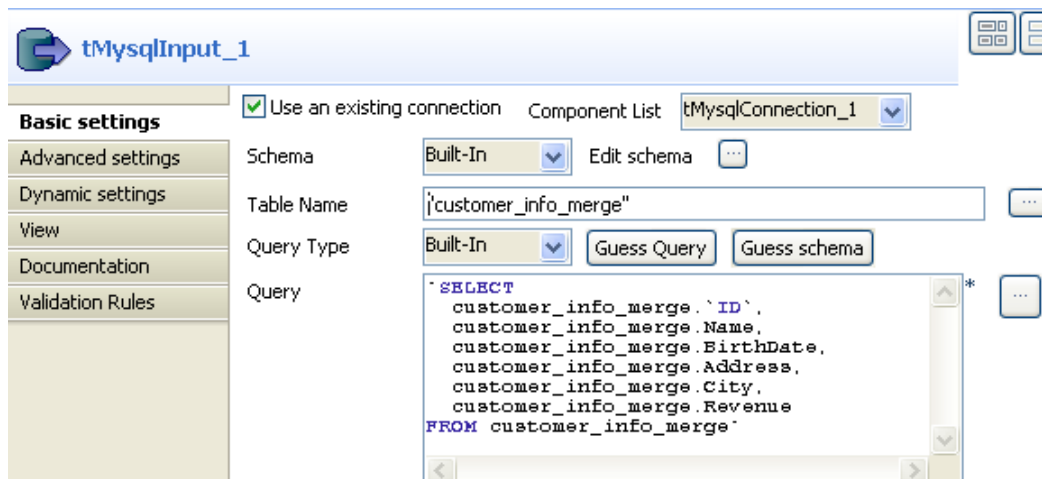 tMysqlInput_1
Basic settings
Advanced settings
Dynamic settings
View
Documentation
Validation Rules
Use an existing connection Component List tMysqlConnection_1
Schema Built-In Edit schema ...
Table Name "customer_info_merge" ...
Query Type Built-In Guess Query Guess schema
Query "SELECT * ...
customer_info_merge.`ID`,
customer_info_merge.Name,
customer_info_merge.BirthDate,
customer_info_merge.Address,
customer_info_merge.City,
customer_info_merge.Revenue
FROM customer_info_merge"